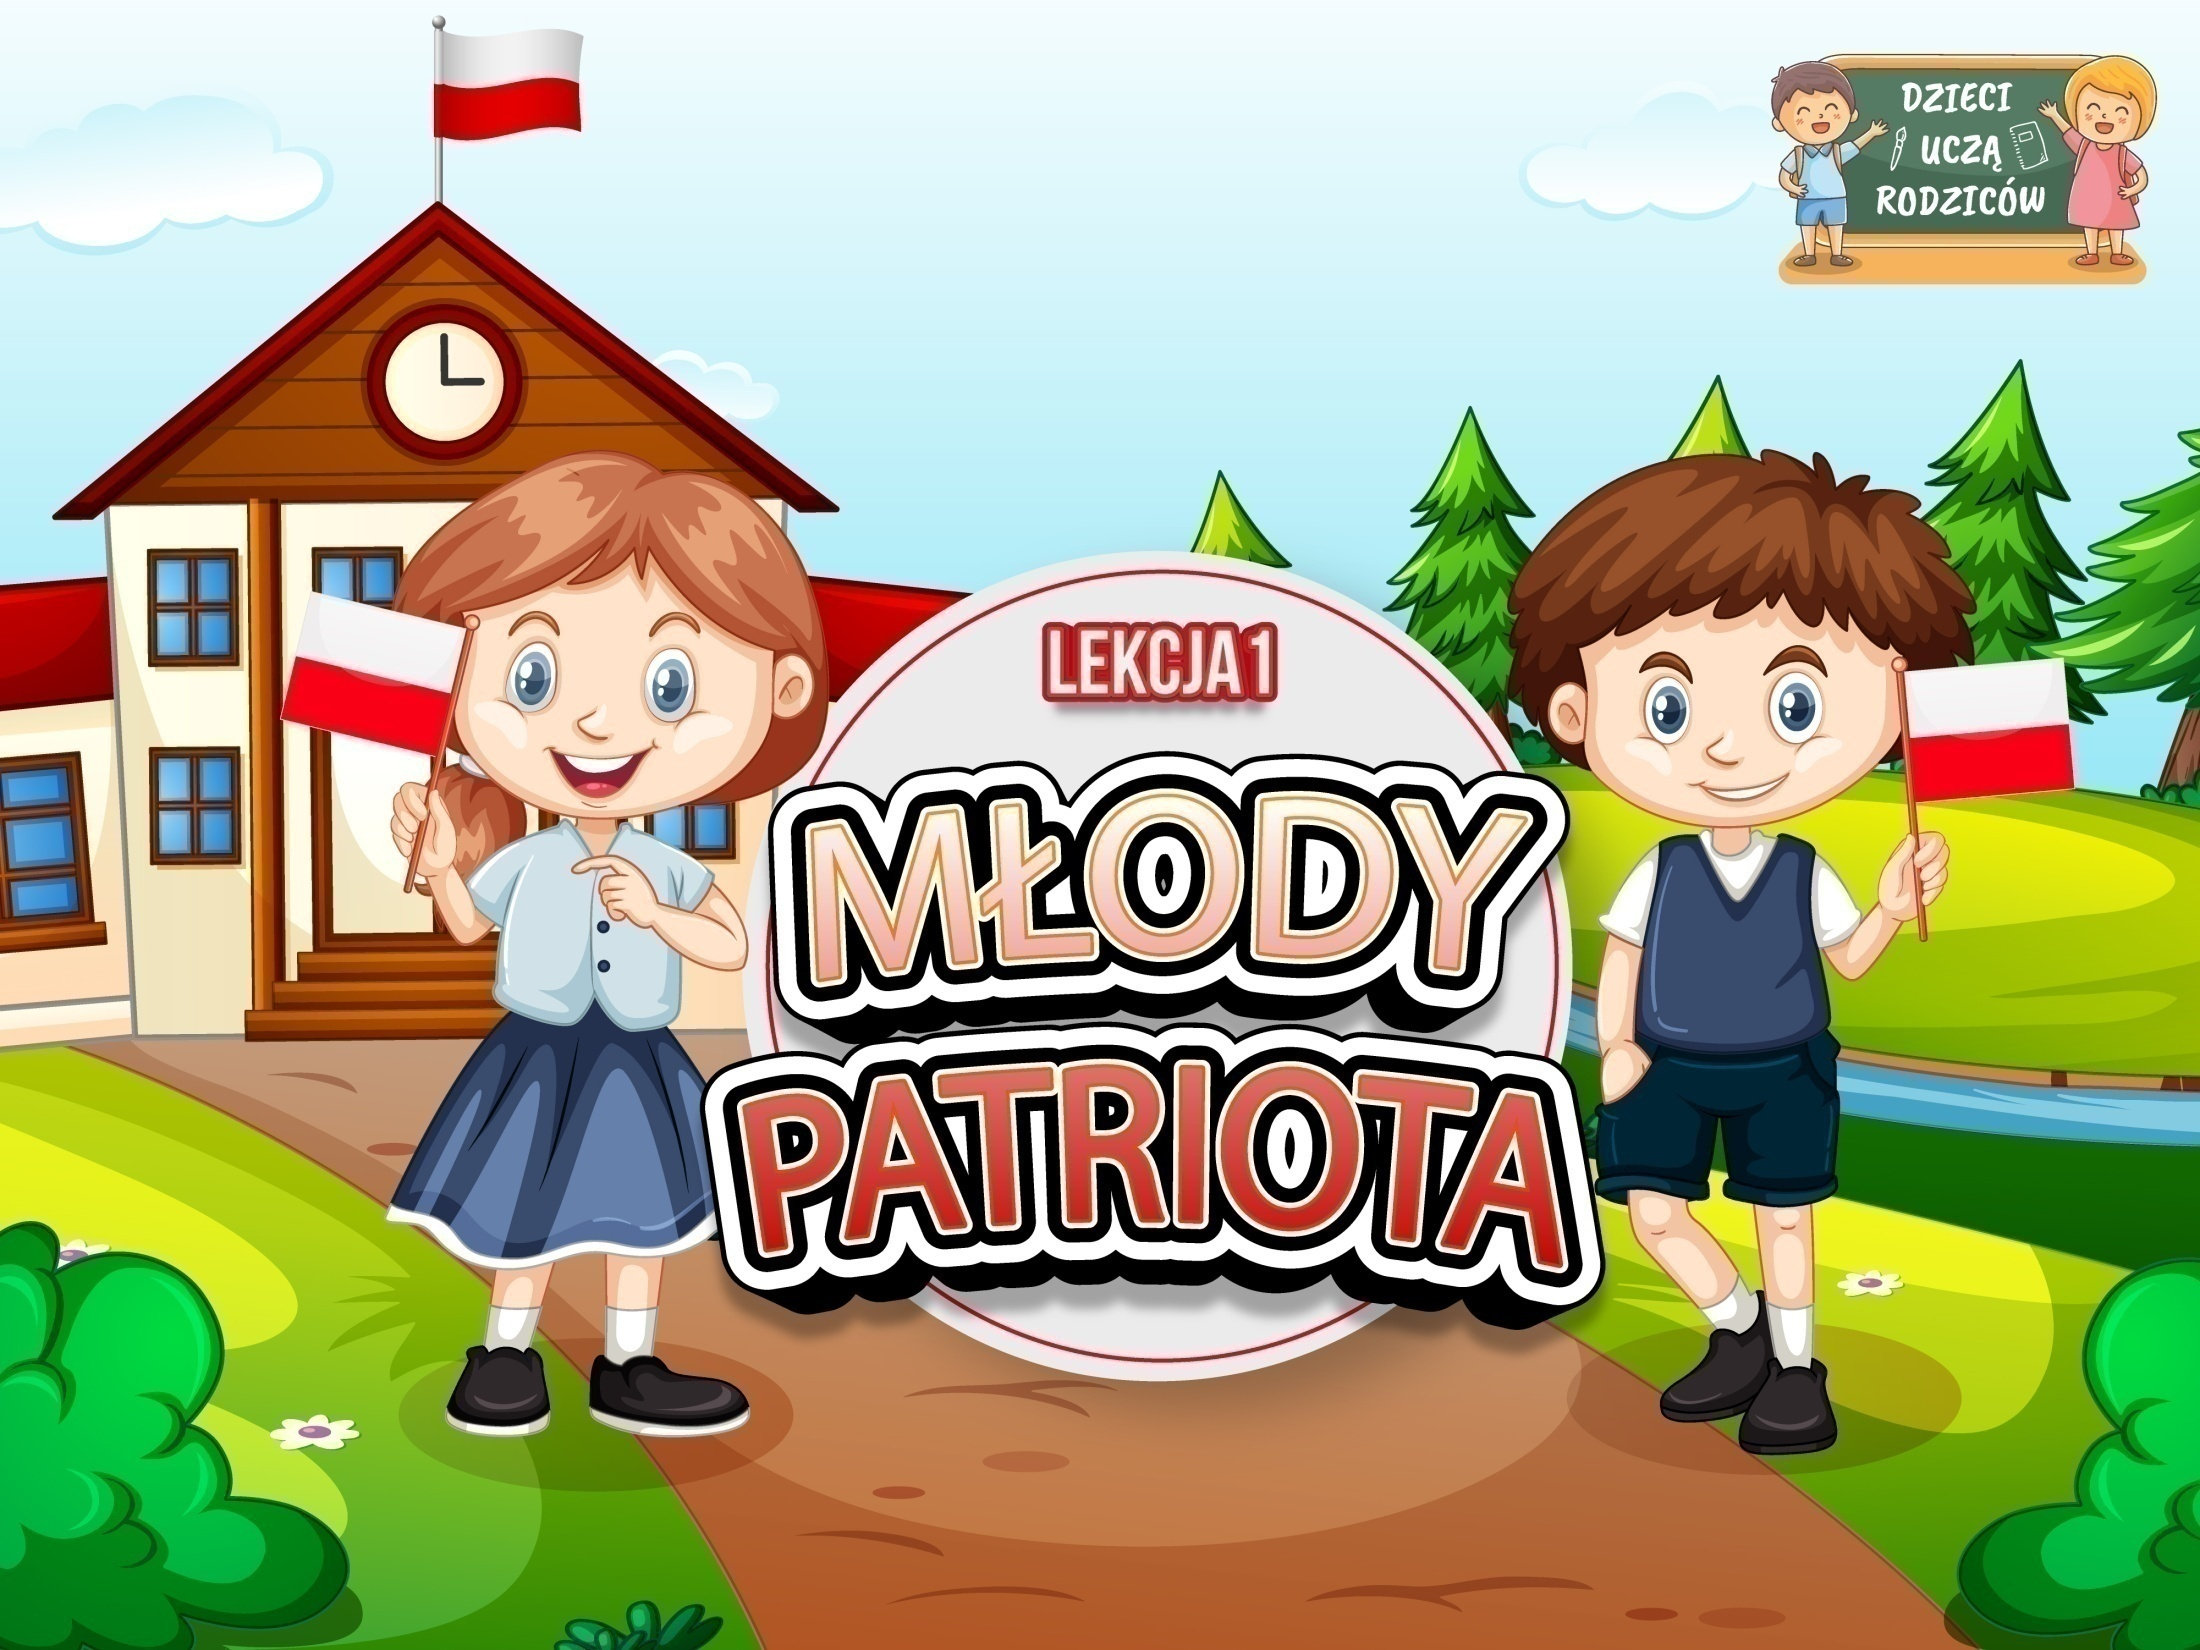 DZIECI
UCZĄ
RODZICÓW
LEKCJA 1
MŁODY
PATRIOTA